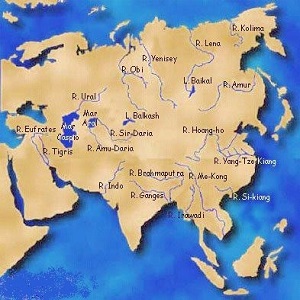 R. Kolima
R. Lena
R. Yenisey
R. Obi
L. Baikal
R. Amur
R. Ural
Mar
Aral
L. Balkash
R. Eufrates
Mar
Caspio
R. Sir-Daria
R. Hoang-ho
R. Tigris
R. Amu-Daria
R. Yang-Tze-Kiang
R. Brahmaputra
R. Me-Kong
R. Indo
R. Ganges
R. Si-kiang
R. Irawadi